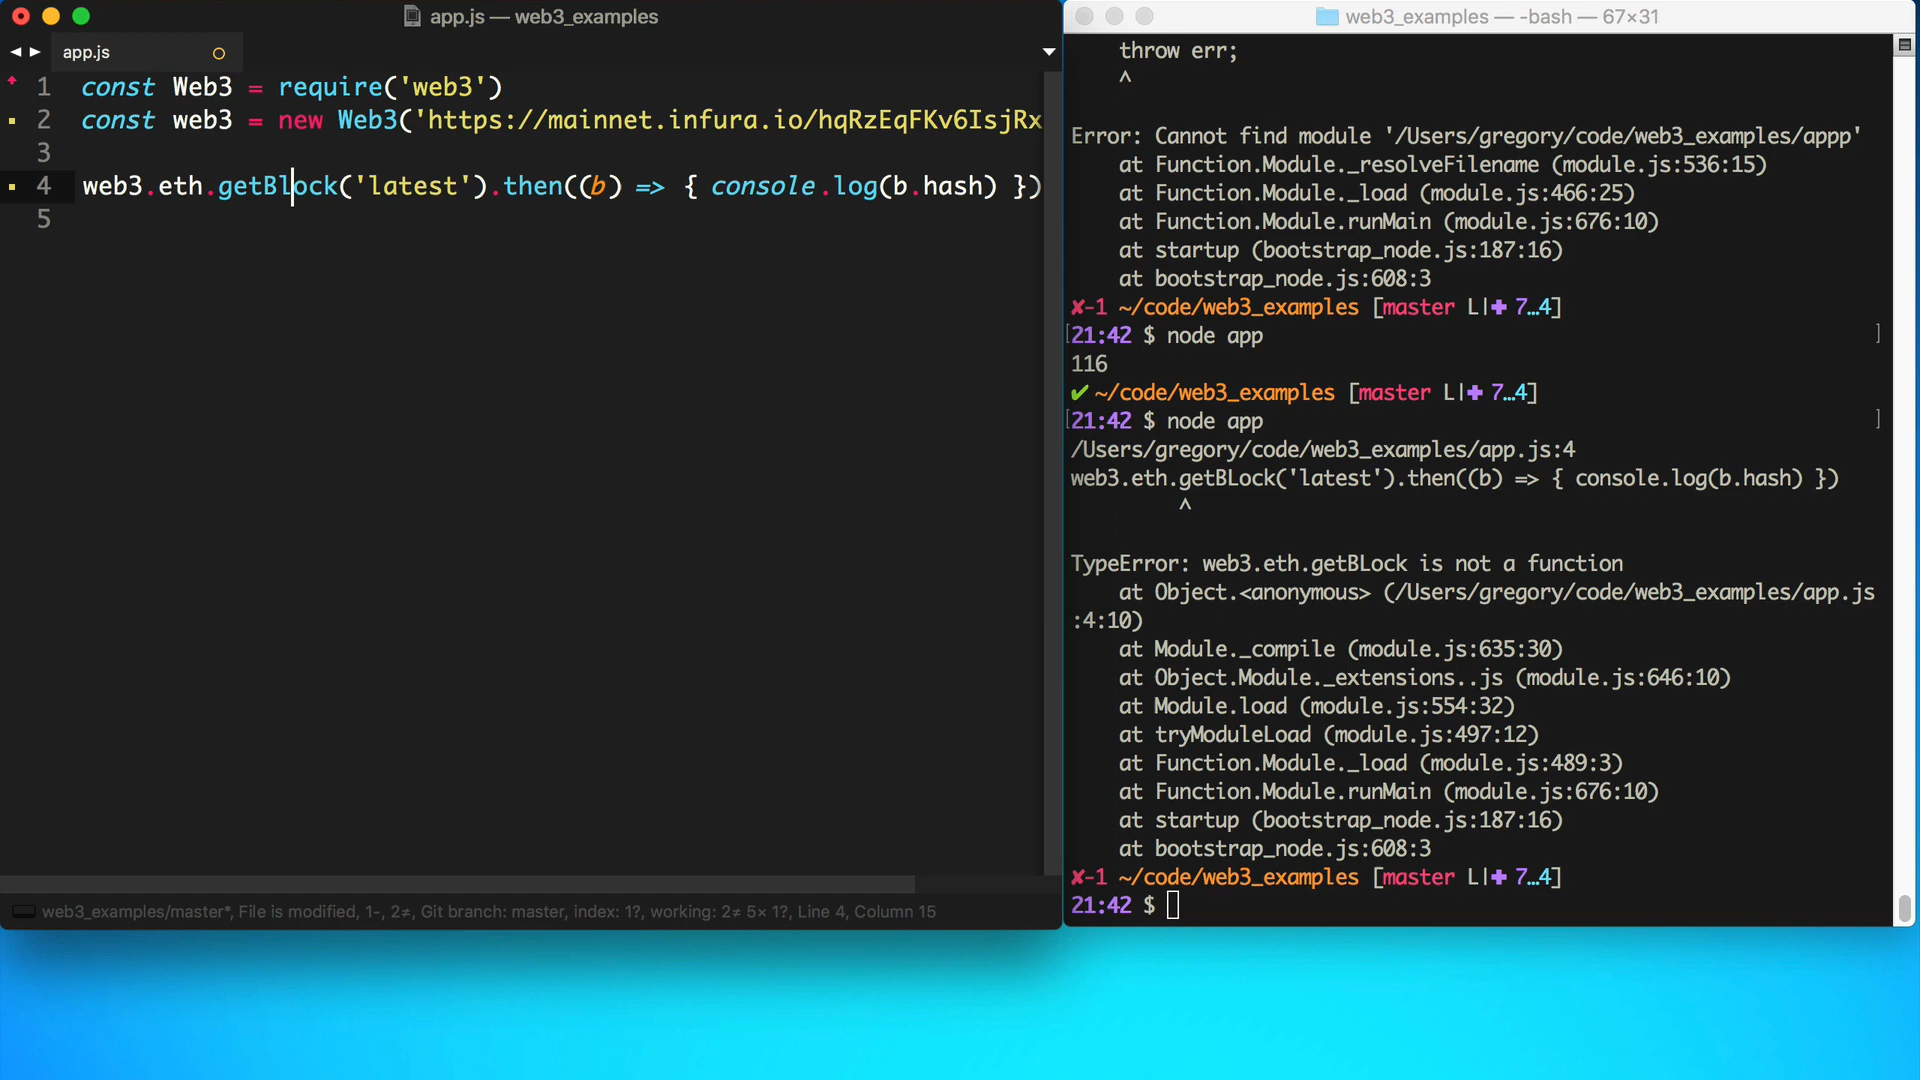 app.js — web3_examples
app.js
1 const Web3 = require('web3')
2 const web3 = new Web3('https://mainnet.infura.io/hqRzEqFKv6IsjRx
3
4 web3.eth.getBlock('latest').then((b) => { console.log(b.hash) })
5
web3_examples/master*, File is modified, 1-, 2≠, Git branch: master, index: 1?, working: 2≠ 5× 1?, Line 4, Column 15
web3_examples — -bash — 67×31
throw err;
^
Error: Cannot find module '/Users/gregory/code/web3_examples/appp'
at Function.Module._resolveFilename (module.js:536:15)
at Function.Module._load (module.js:466:25)
at Function.Module.runMain (module.js:676:10)
at startup (bootstrap_node.js:187:16)
at bootstrap_node.js:608:3
✘-1 ~/code/web3_examples [master L|✚ 7…4]
[21:42 $ node app ]
116
✔ ~/code/web3_examples [master L|✚ 7…4]
[21:42 $ node app ]
/Users/gregory/code/web3_examples/app.js:4
web3.eth.getBLock('latest').then((b) => { console.log(b.hash) })
^
TypeError: web3.eth.getBLock is not a function
at Object.<anonymous> (/Users/gregory/code/web3_examples/app.js
:4:10)
at Module._compile (module.js:635:30)
at Object.Module._extensions..js (module.js:646:10)
at Module.load (module.js:554:32)
at tryModuleLoad (module.js:497:12)
at Function.Module._load (module.js:489:3)
at Function.Module.runMain (module.js:676:10)
at startup (bootstrap_node.js:187:16)
at bootstrap_node.js:608:3
✘-1 ~/code/web3_examples [master L|✚ 7…4]
21:42 $